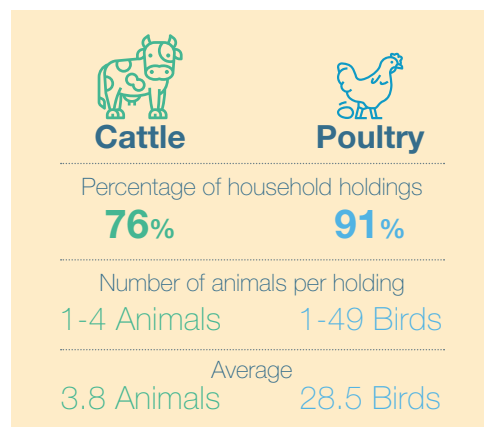 Cattle Poultry
Percentage of household holdings
76% 91%
Number of animals per holding
1-4 Animals 1-49 Birds
Average
3.8 Animals 28.5 Birds